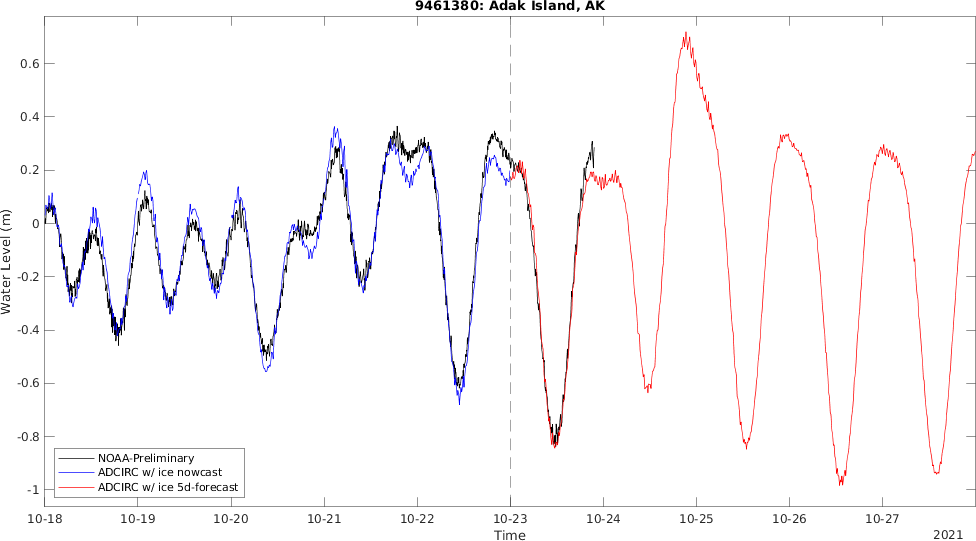 9461380: Adak Island, AK
Water Level (m)
0.6
0.4
0.2
0
-0.2
-0.4
-0.6
-0.8
-1
NOAA-Preliminary
ADCIRC w/ ice nowcast
ADCIRC w/ ice 5d-forecast
10-18 10-19 10-20 10-21 10-22 10-23 10-24 10-25 10-26 10-27
Time
2021